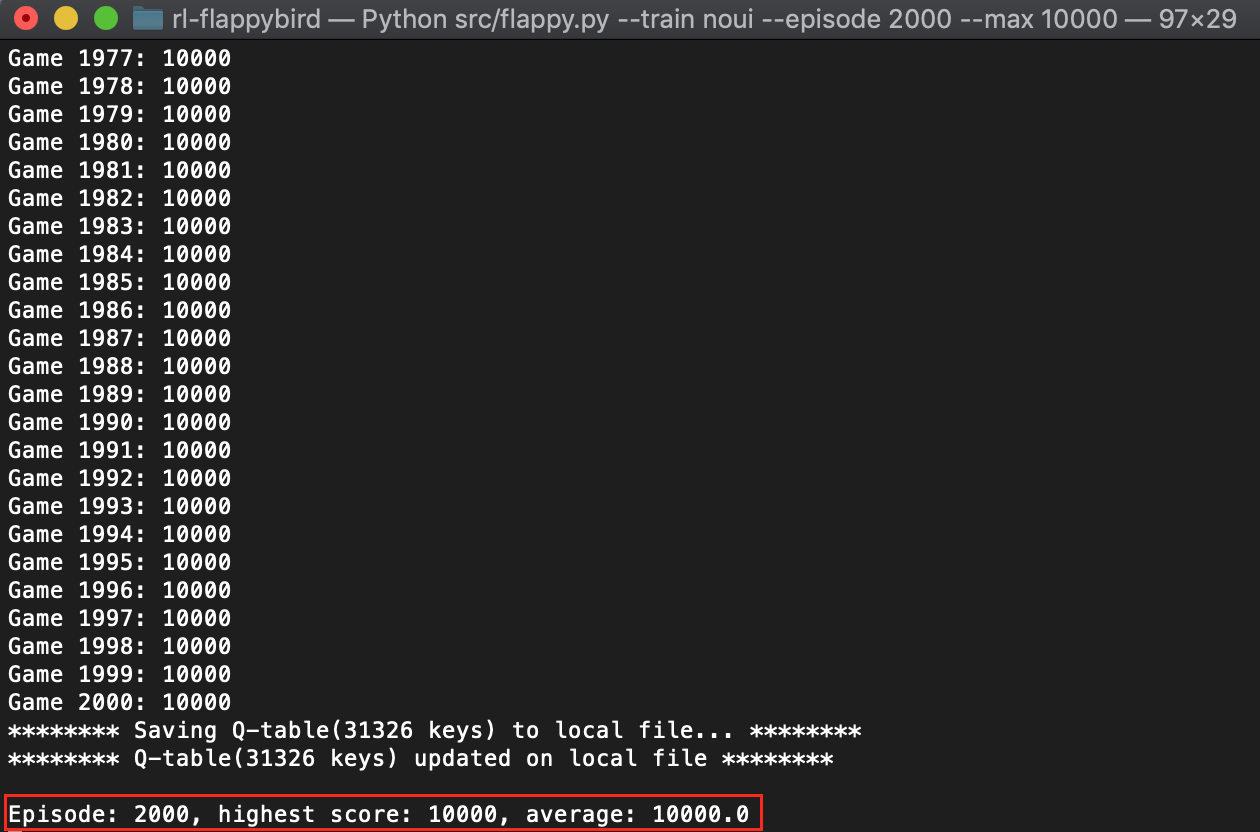 rl-flappybird — Python src/flappy.py --train noui --episode 2000 --max 10000 — 97×29
Game 1977: 10000
Game 1978: 10000
Game 1979: 10000
Game 1980: 10000
Game 1981: 10000
Game 1982: 10000
Game 1983: 10000
Game 1984: 10000
Game 1985: 10000
Game 1986: 10000
Game 1987: 10000
Game 1988: 10000
Game 1989: 10000
Game 1990: 10000
Game 1991: 10000
Game 1992: 10000
Game 1993: 10000
Game 1994: 10000
Game 1995: 10000
Game 1996: 10000
Game 1997: 10000
Game 1998: 10000
Game 1999: 10000
Game 2000: 10000
******** Saving Q-table(31326 keys) to local file... ********
******** Q-table(31326 keys) updated on local file ********
Episode: 2000, highest score: 10000, average: 10000.0